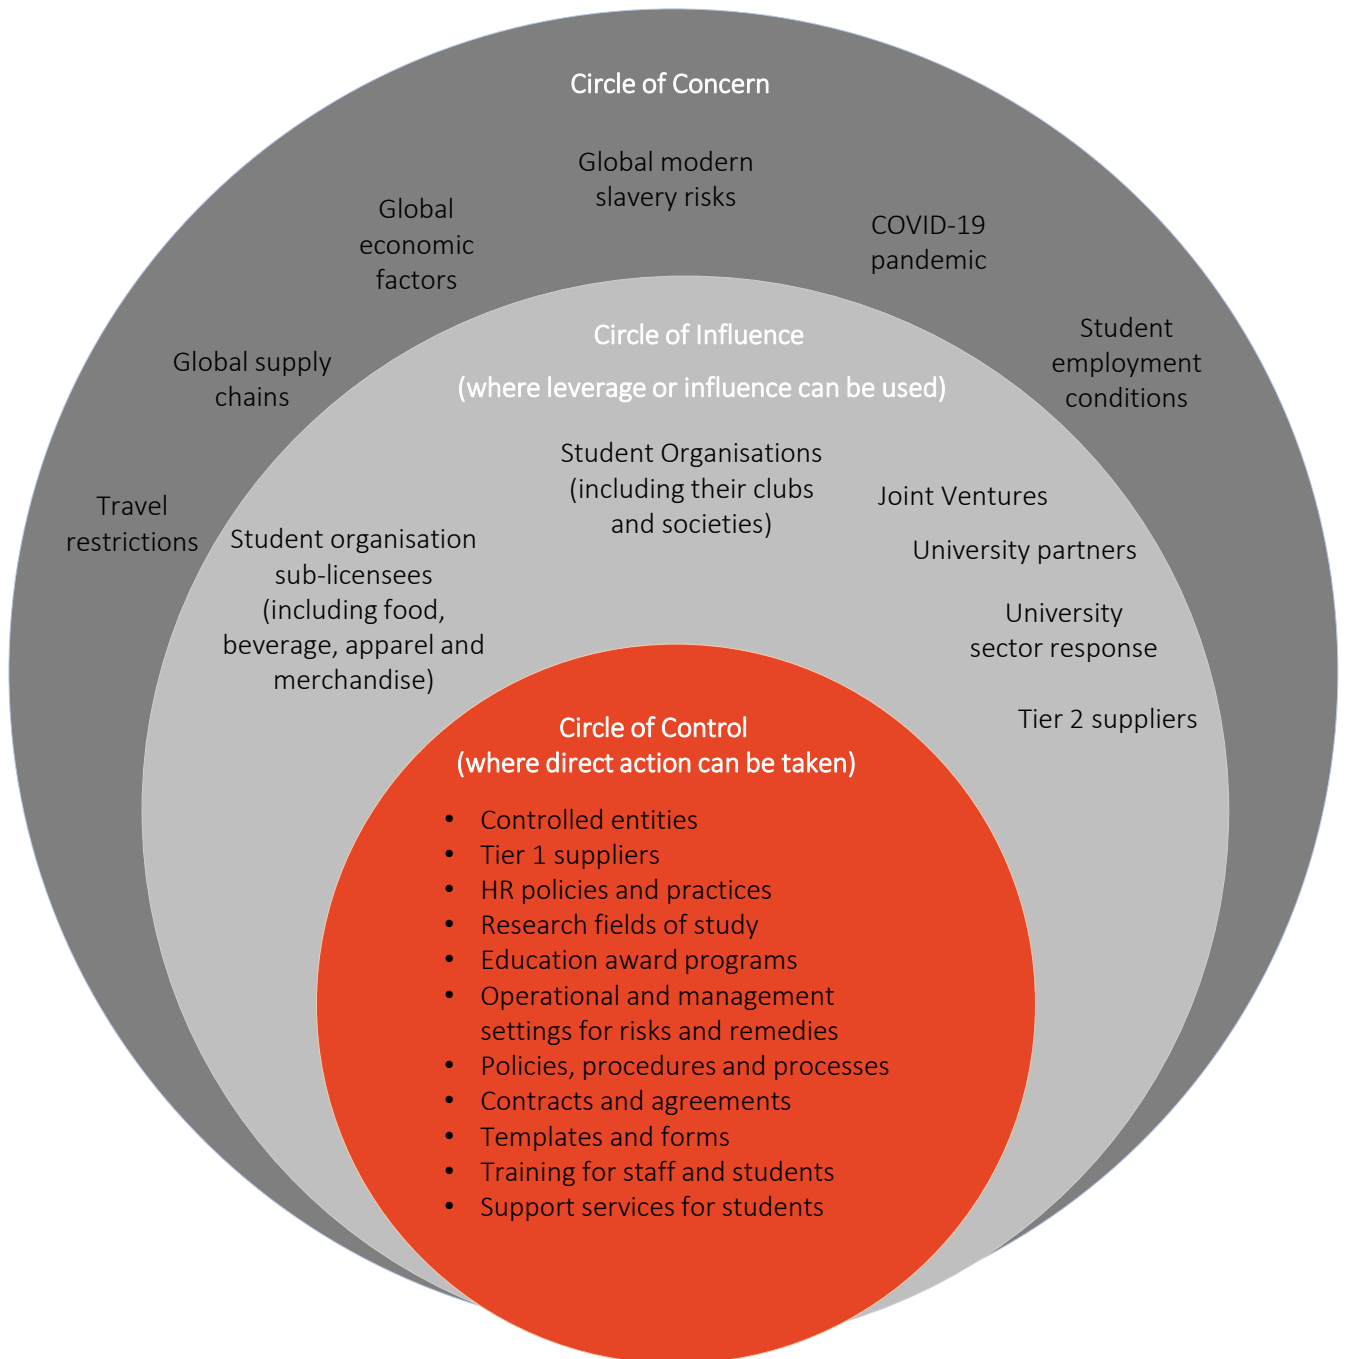 Circle of Concern
Global modern
slavery risks
Global
economic
factors
COVID-19
pandemic
Global supply
chains
Student
employment
conditions
Travel
restrictions
Circle of Influence
(where leverage or influence can be used)
Student Organisations
(including their clubs
and societies)
Joint Ventures
University partners
University
sector response
Tier 2 suppliers
Student organisation
sub-licensees
(including food,
beverage, apparel and
merchandise)
Circle of Control
(where direct action can be taken)
• Controlled entities
• Tier 1 suppliers
• HR policies and practices
• Research fields of study
• Education award programs
• Operational and management
settings for risks and remedies
• Policies, procedures and processes
• Contracts and agreements
• Templates and forms
• Training for staff and students
• Support services for students